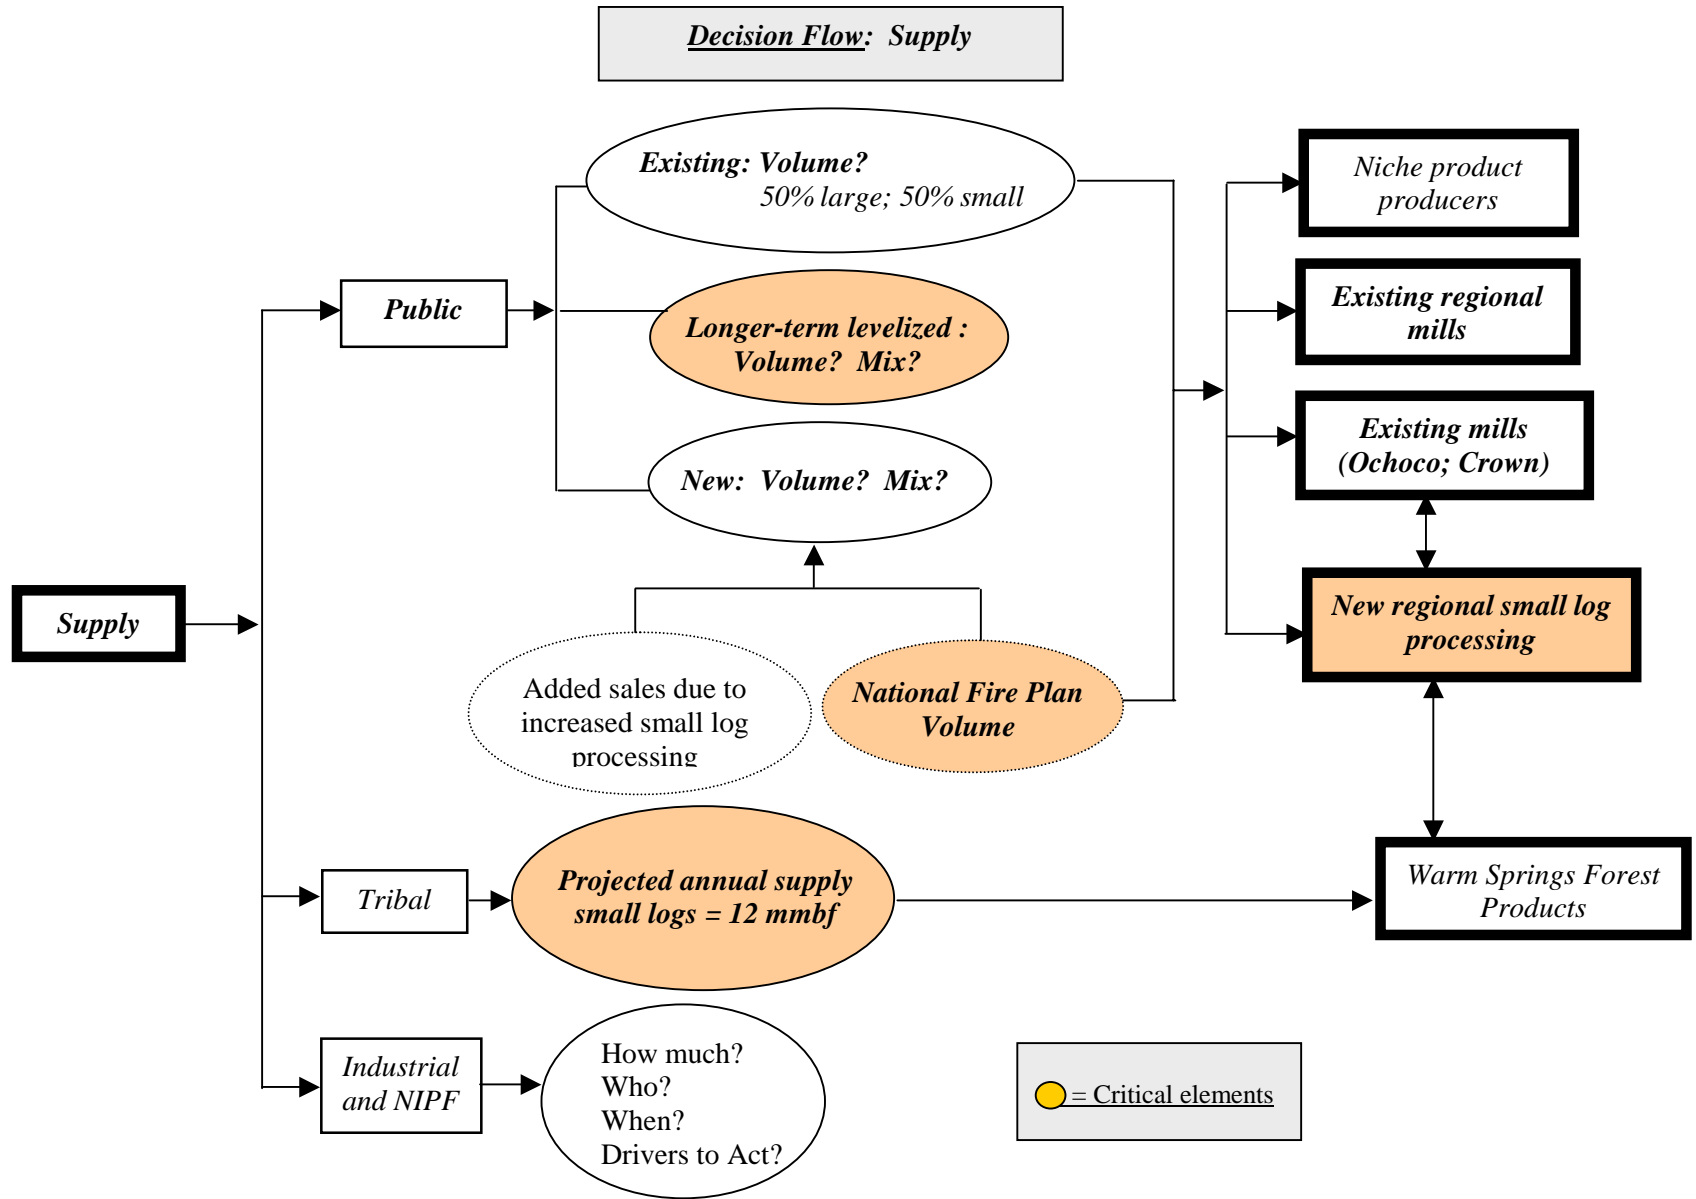 Decision Flow: Supply
Existing: Volume?
50% large; 50% small
Niche product
producers
Public
Longer-term levelized :
Volume? Mix?
Existing regional
mills
New: Volume? Mix?
Existing mills
(Ochoco; Crown)
Supply
Added sales due to
increased small log
processing
National Fire Plan
Volume
New regional small log
processing
Tribal
Projected annual supply
small logs = 12 mmbf
Warm Springs Forest
Products
Industrial
and NIPF
How much?
Who?
When?
Drivers to Act?
= Critical elements